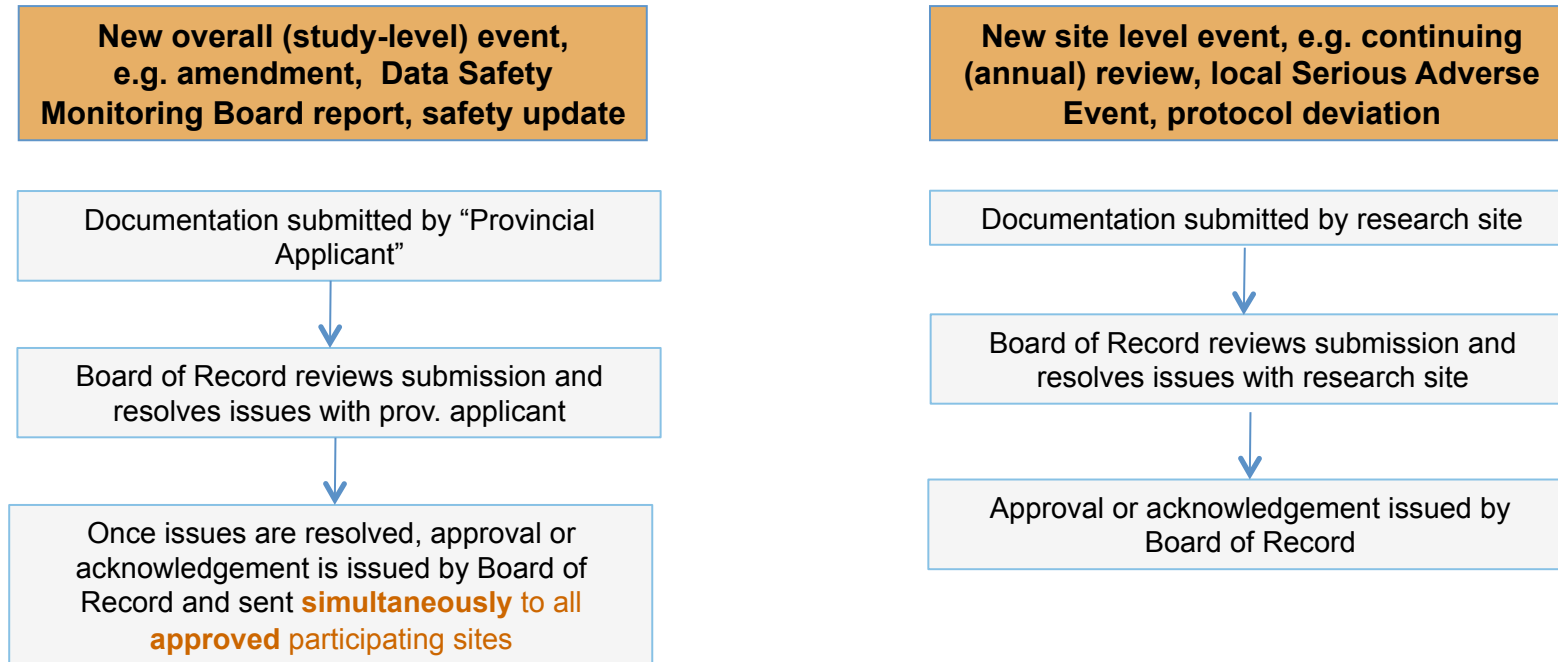 New overall (study-level) event,
e.g. amendment, Data Safety
Monitoring Board report, safety update
Documentation submitted by “Provincial
Applicant”
Board of Record reviews submission and
resolves issues with prov. applicant
Once issues are resolved, approval or
acknowledgement is issued by Board of
Record and sent simultaneously to all
approved participating sites
New site level event, e.g. continuing
(annual) review, local Serious Adverse
Event, protocol deviation
Documentation submitted by research site
Board of Record reviews submission and
resolves issues with research site
Approval or acknowledgement issued by
Board of Record